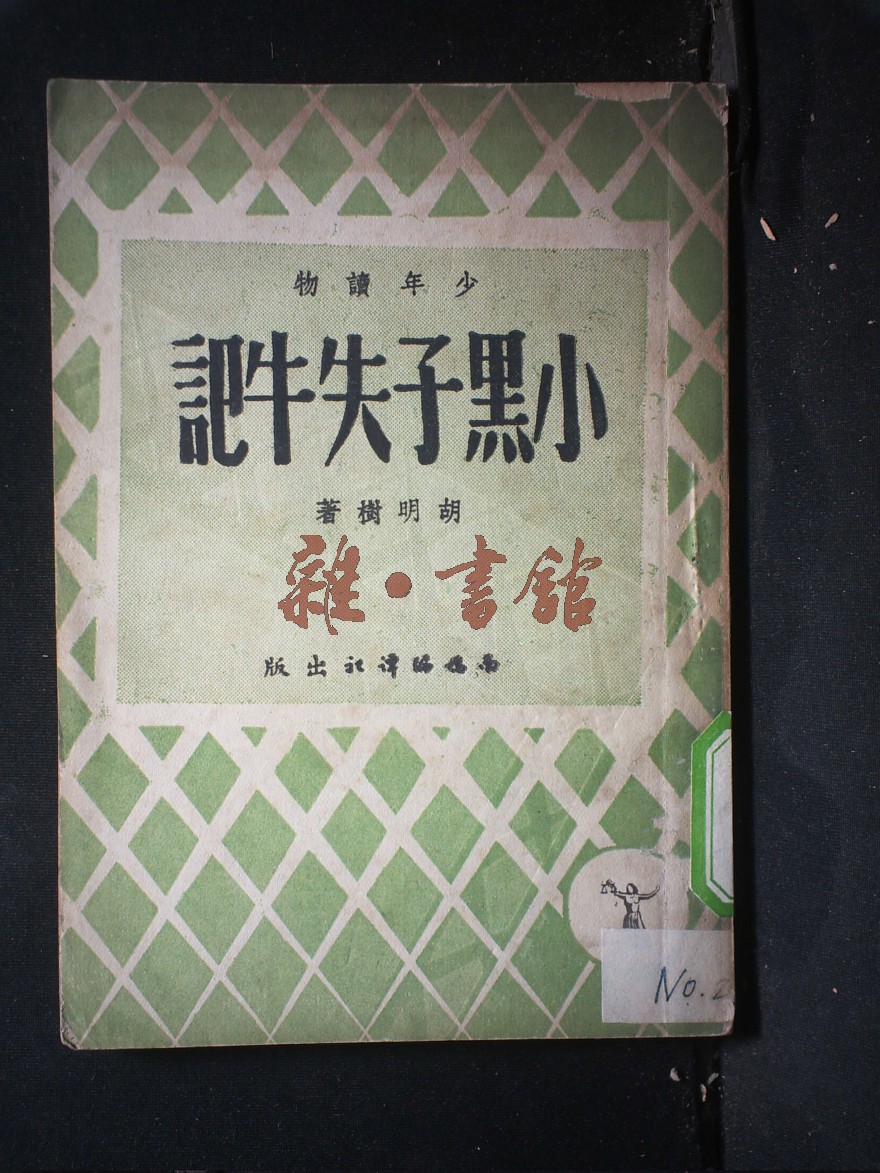 少年讀物
小黑子失牛記
胡明樹著
雜·書館
南僑編譯社出版
No. 2